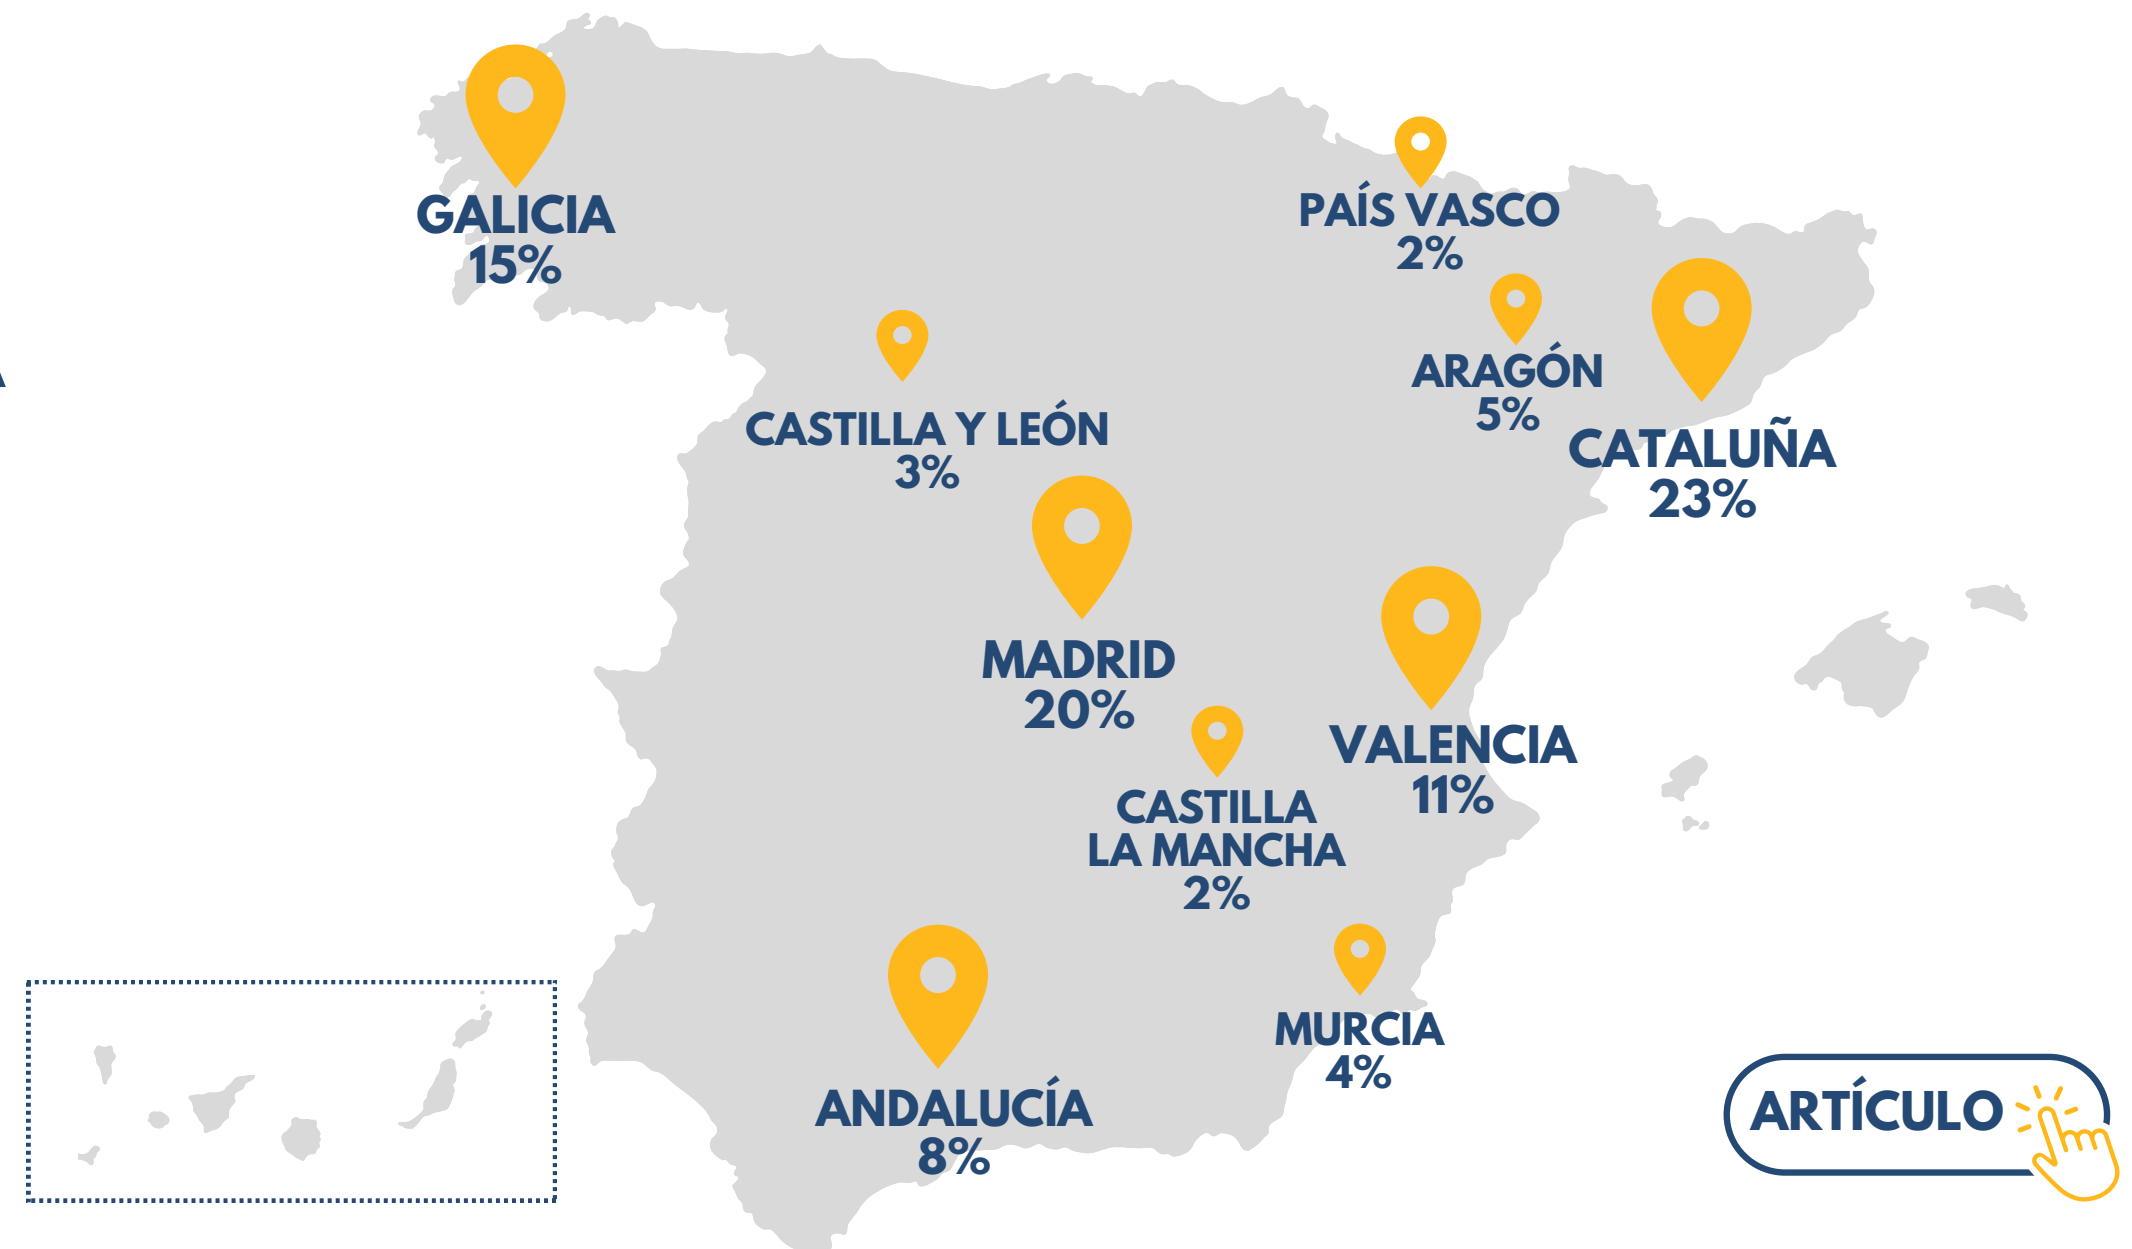 GALICIA
15%
PAÍS VASCO
2%
ARAGÓN
5%
CATALUÑA
23%
CASTILLA Y LEÓN
3%
MADRID
20%
VALENCIA
11%
CASTILLA
LA MANCHA
2%
MURCIA
4%
ANDALUCÍA
8%
ARTÍCULO